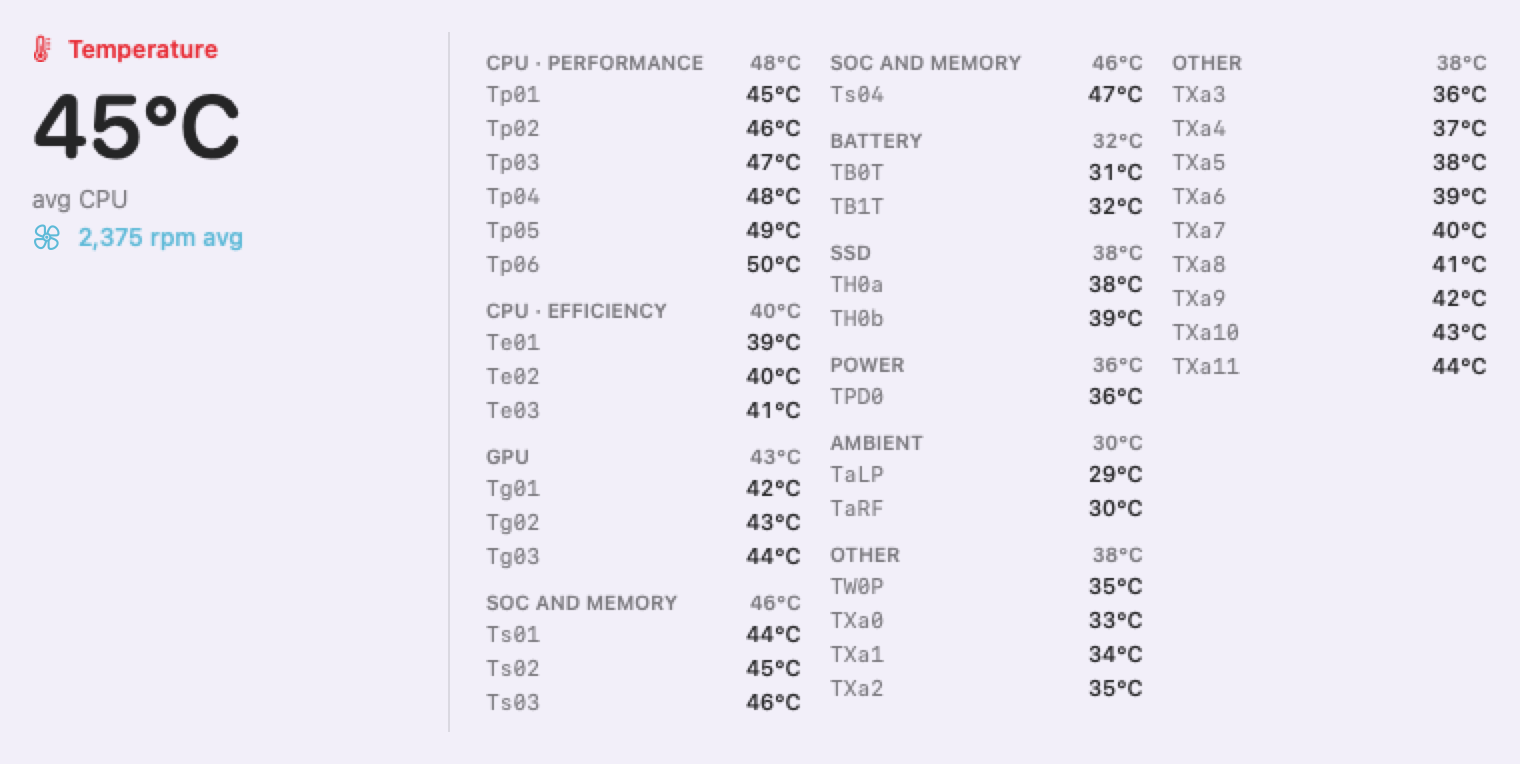 Temperature
45°C
avg CPU
2,375 rpm avg
CPU · PERFORMANCE 48°C
Tp01 45°C
Tp02 46°C
Tp03 47°C
Tp04 48°C
Tp05 49°C
Tp06 50°C
CPU · EFFICIENCY 40°C
Te01 39°C
Te02 40°C
Te03 41°C
GPU 43°C
Tg01 42°C
Tg02 43°C
Tg03 44°C
SOC AND MEMORY 46°C
Ts01 44°C
Ts02 45°C
Ts03 46°C
SOC AND MEMORY 46°C
Ts04 47°C
BATTERY 32°C
TB0T 31°C
TB1T 32°C
SSD 38°C
TH0a 38°C
TH0b 39°C
POWER 36°C
TPD0 36°C
AMBIENT 30°C
TaLP 29°C
TaRF 30°C
OTHER 38°C
TW0P 35°C
TXa0 33°C
TXa1 34°C
TXa2 35°C
OTHER 38°C
TXa3 36°C
TXa4 37°C
TXa5 38°C
TXa6 39°C
TXa7 40°C
TXa8 41°C
TXa9 42°C
TXa10 43°C
TXa11 44°C